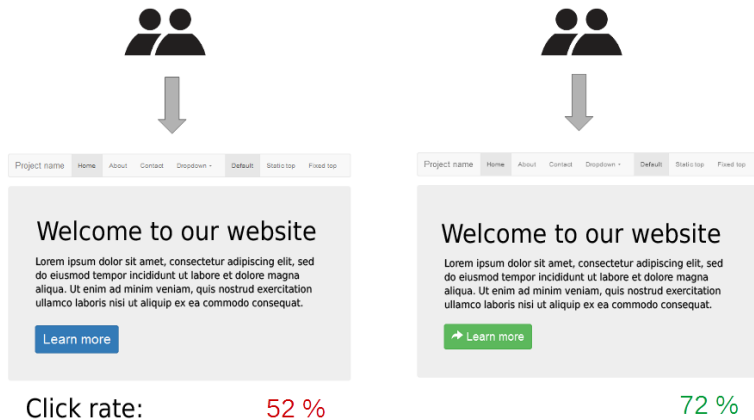 Project name Home About Contact Dropdown Default Static top Fixed top
Welcome to our website
Lorem ipsum dolor sit amet, consectetur adipiscing elit, sed
do eiusmod tempor incididunt ut labore et dolore magna
aliqua. Ut enim ad minim veniam, quis nostrud exercitation
ullamco laboris nisi ut aliquip ex ea commodo consequat.
Learn more
Click rate: 52 %
Project name Home About Contact Dropdown Default Static top Fixed top
Welcome to our website
Lorem ipsum dolor sit amet, consectetur adipiscing elit, sed
do eiusmod tempor incididunt ut labore et dolore magna
aliqua. Ut enim ad minim veniam, quis nostrud exercitation
ullamco laboris nisi ut aliquip ex ea commodo consequat.
Learn more
72 %